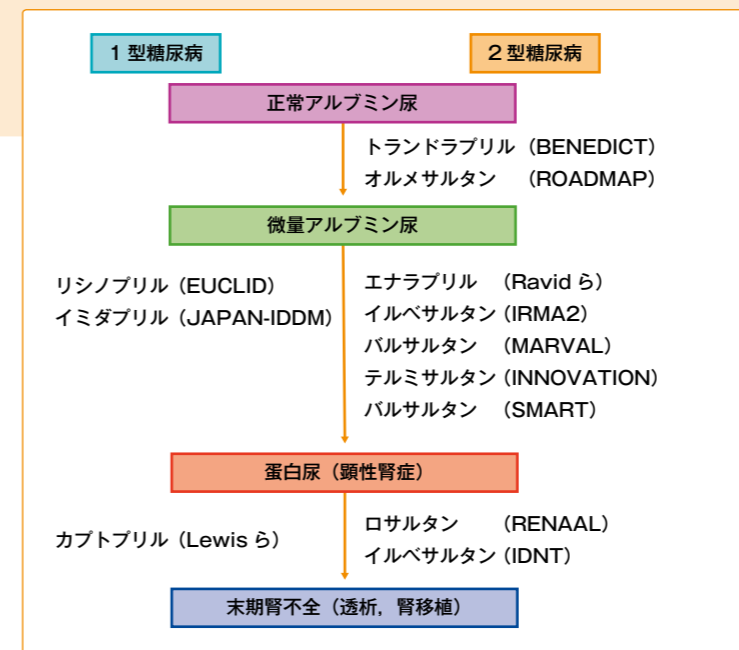 1 型糖尿病
2 型糖尿病
正常アルブミン尿
トランドラプリル（BENEDICT）
オルメサルタン （ROADMAP）
微量アルブミン尿
リシノプリル（EUCLID）
イミダプリル（JAPAN-IDDM）
エナラプリル （Ravid ら）
イルベサルタン（IRMA2）
バルサルタン （MARVAL）
テルミサルタン（INNOVATION）
バルサルタン （SMART）
蛋白尿（顕性腎症）
カプトプリル（Lewis ら）
ロサルタン （RENAAL）
イルベサルタン（IDNT）
末期腎不全（透析，腎移植）